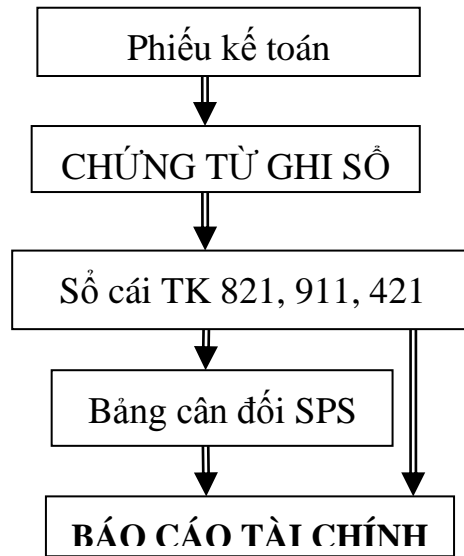 Phiếu kế toán
CHỨNG TỪ GHI SỔ
Sổ cái TK 821, 911, 421
Bảng cân đối SPS
BÁO CÁO TÀI CHÍNH